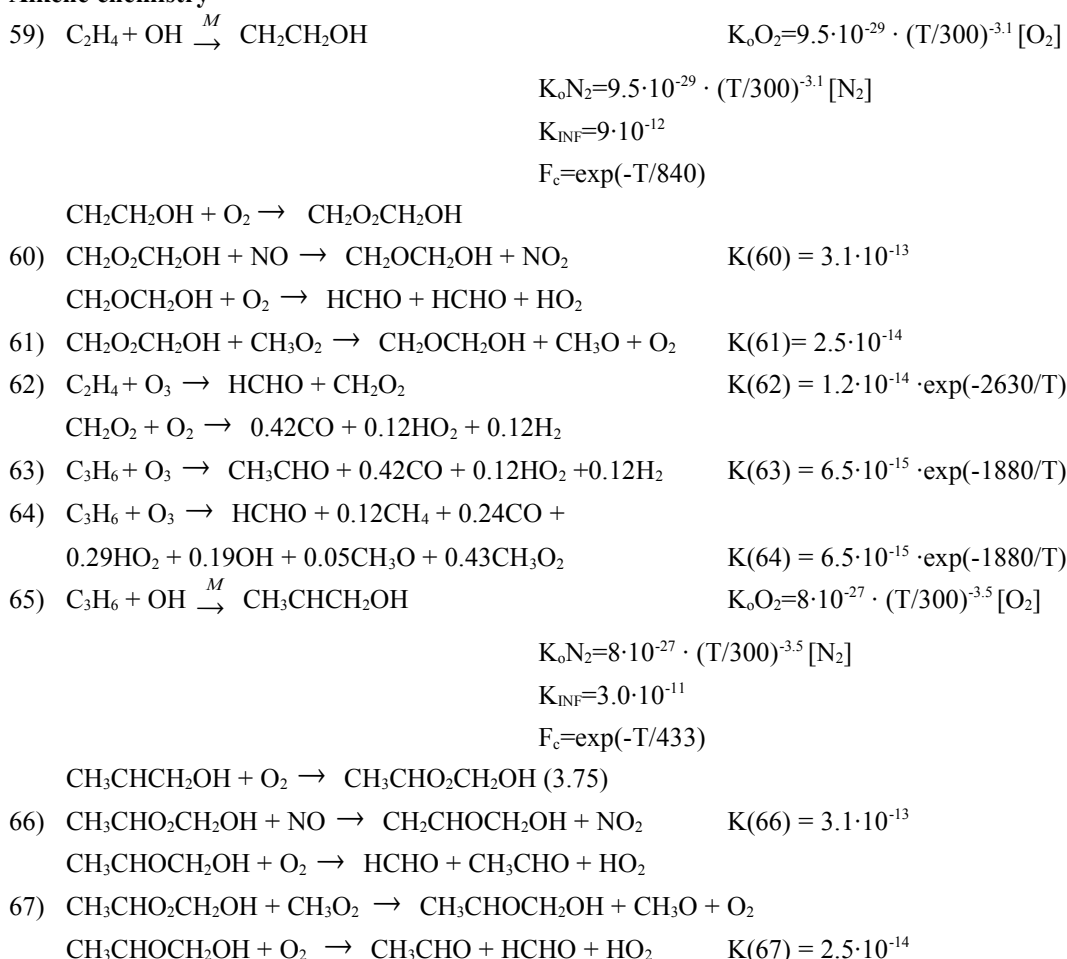 Alkene chemistry
59) C₂H₄ + OH →ᴹ CH₂CH₂OH KₒO₂=9.5·10⁻²⁹ · (T/300)⁻³·¹ [O₂]
KₒN₂=9.5·10⁻²⁹ · (T/300)⁻³·¹ [N₂]
K_INF=9·10⁻¹²
F_c=exp(-T/840)
CH₂CH₂OH + O₂ → CH₂O₂CH₂OH
60) CH₂O₂CH₂OH + NO → CH₂OCH₂OH + NO₂ K(60) = 3.1·10⁻¹³
CH₂OCH₂OH + O₂ → HCHO + HCHO + HO₂
61) CH₂O₂CH₂OH + CH₃O₂ → CH₂OCH₂OH + CH₃O + O₂ K(61)= 2.5·10⁻¹⁴
62) C₂H₄ + O₃ → HCHO + CH₂O₂ K(62) = 1.2·10⁻¹⁴ ·exp(-2630/T)
CH₂O₂ + O₂ → 0.42CO + 0.12HO₂ + 0.12H₂
63) C₃H₆ + O₃ → CH₃CHO + 0.42CO + 0.12HO₂ +0.12H₂ K(63) = 6.5·10⁻¹⁵ ·exp(-1880/T)
64) C₃H₆ + O₃ → HCHO + 0.12CH₄ + 0.24CO +
0.29HO₂ + 0.19OH + 0.05CH₃O + 0.43CH₃O₂ K(64) = 6.5·10⁻¹⁵ ·exp(-1880/T)
65) C₃H₆ + OH →ᴹ CH₃CHCH₂OH KₒO₂=8·10⁻²⁷ · (T/300)⁻³·⁵ [O₂]
KₒN₂=8·10⁻²⁷ · (T/300)⁻³·⁵ [N₂]
K_INF=3.0·10⁻¹¹
F_c=exp(-T/433)
CH₃CHCH₂OH + O₂ → CH₃CHO₂CH₂OH (3.75)
66) CH₃CHO₂CH₂OH + NO → CH₂CHOCH₂OH + NO₂ K(66) = 3.1·10⁻¹³
CH₃CHOCH₂OH + O₂ → HCHO + CH₃CHO + HO₂
67) CH₃CHO₂CH₂OH + CH₃O₂ → CH₃CHOCH₂OH + CH₃O + O₂
CH₃CHOCH₂OH + O₂ → CH₃CHO + HCHO + HO₂ K(67) = 2.5·10⁻¹⁴